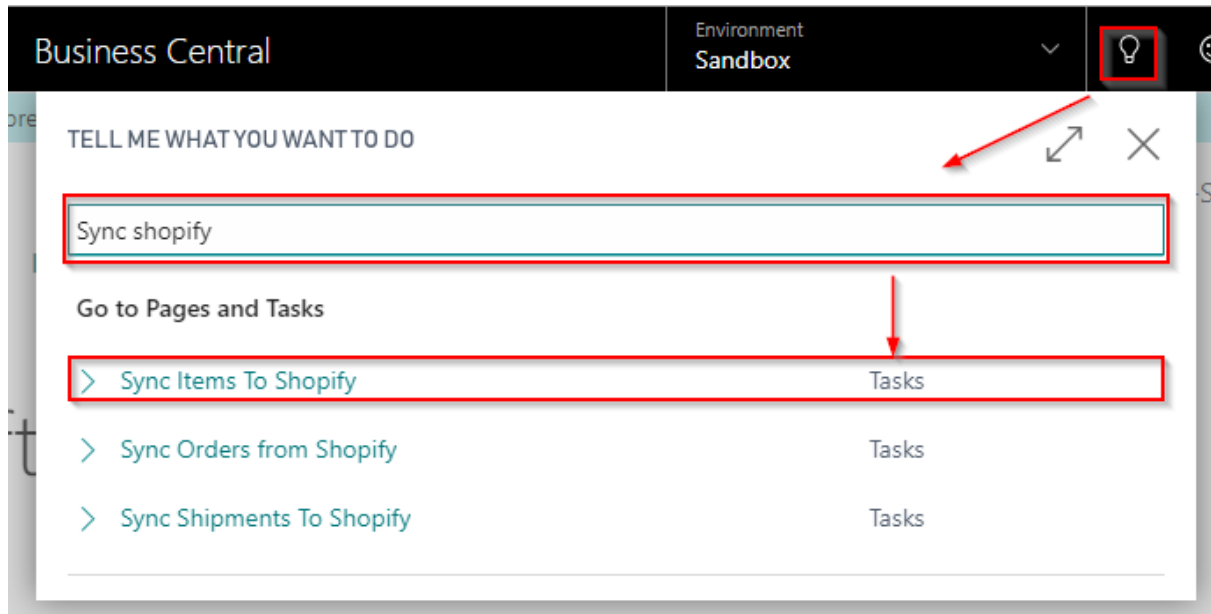 Business Central
Environment
Sandbox
TELL ME WHAT YOU WANT TO DO
Sync shopify
Go to Pages and Tasks
Sync Items To Shopify Tasks
Sync Orders from Shopify Tasks
Sync Shipments To Shopify Tasks